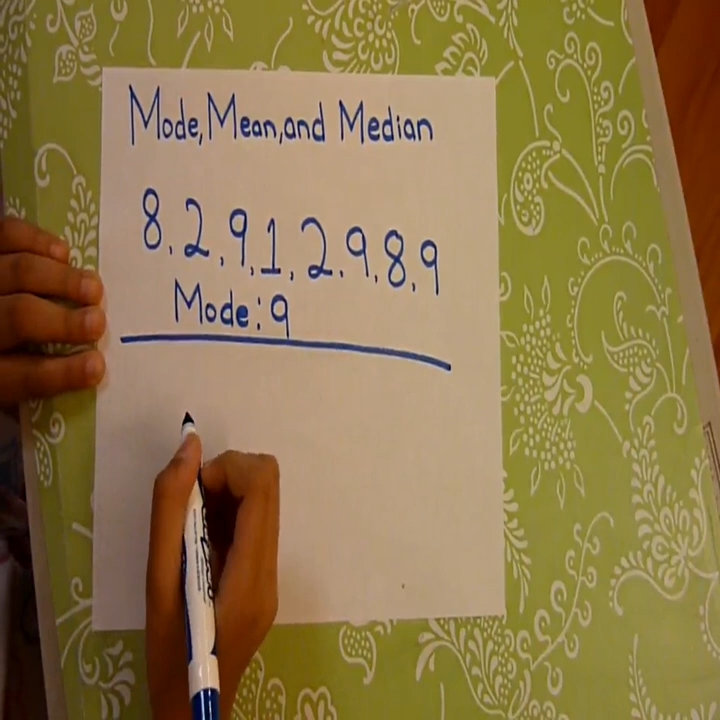 Mode, Mean, and Median
8, 2, 9, 1, 2, 9, 8, 9
Mode: 9